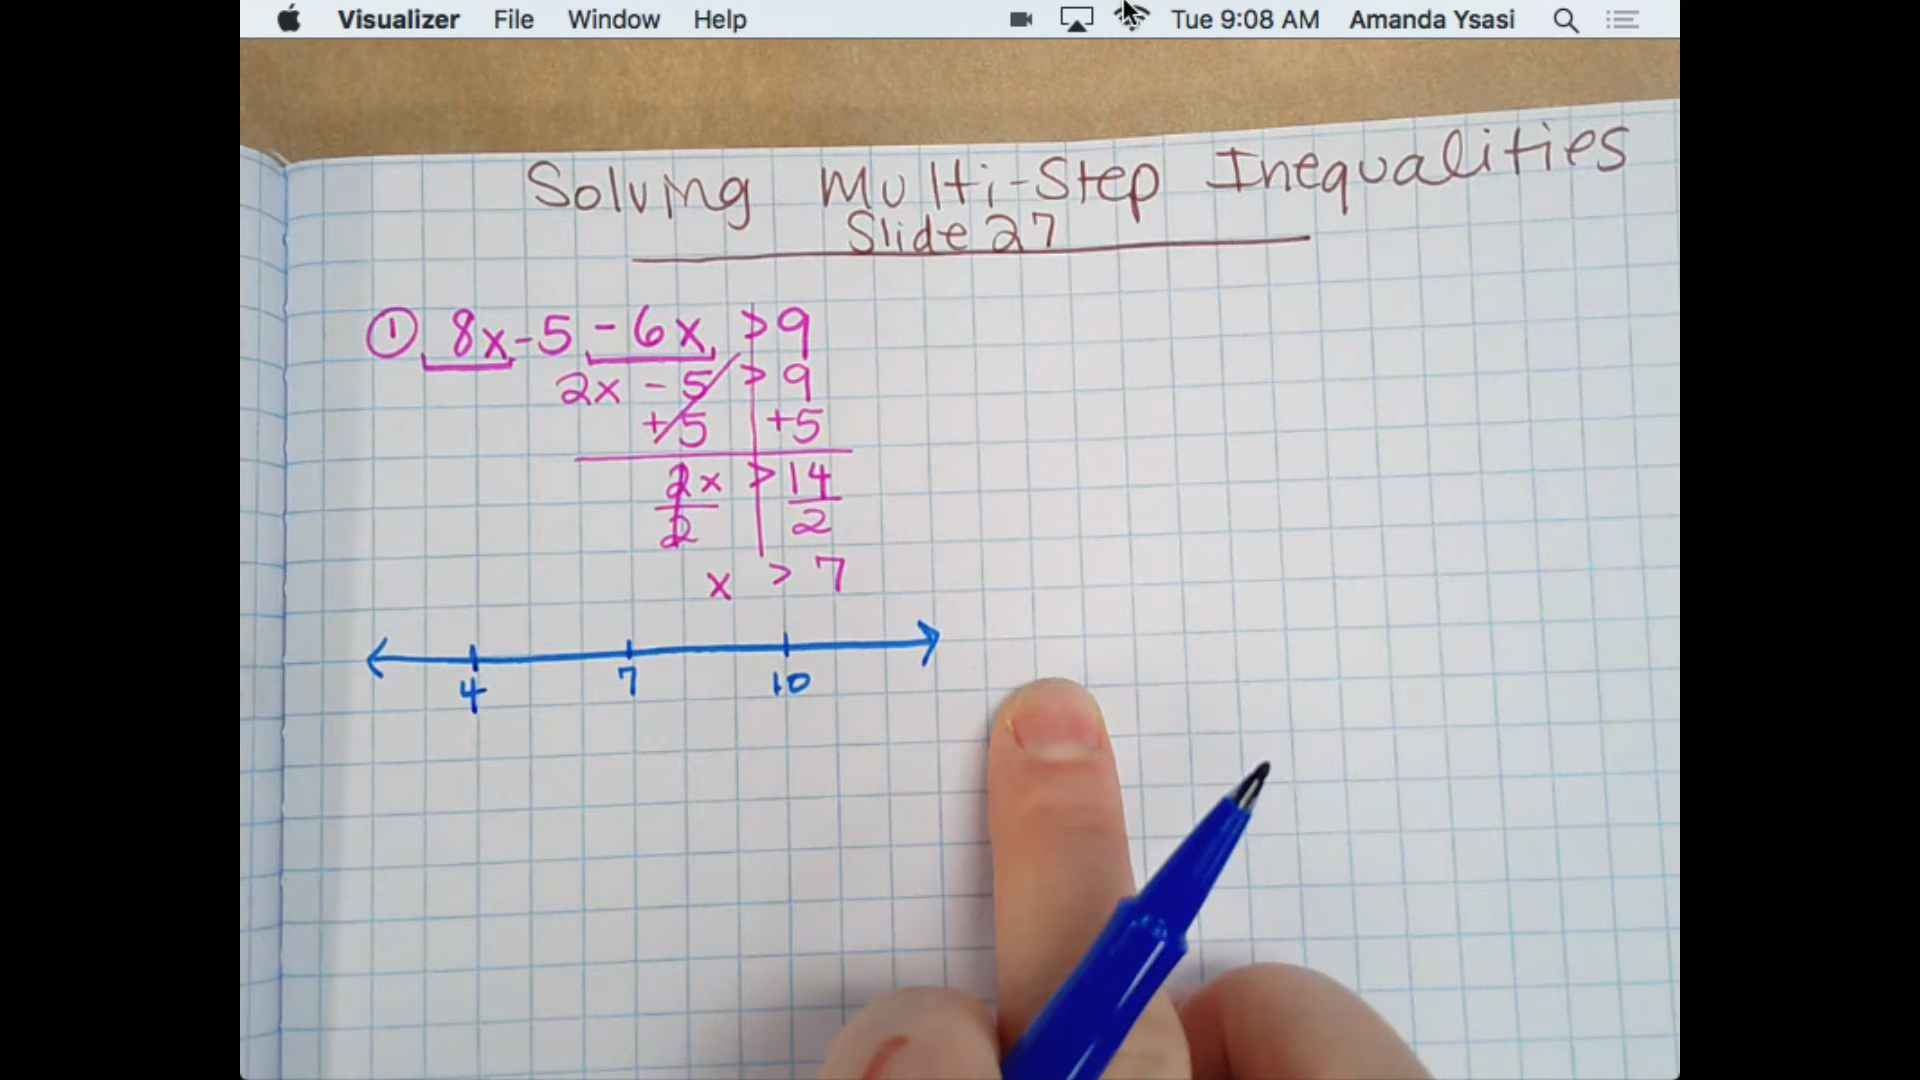 Visualizer File Window Help Tue 9:08 AM Amanda Ysasi
Solving Multi-Step Inequalities
Slide 27
① 8x - 5 - 6x > 9
2x - 5 > 9
+5 +5
2x > 14
2 2
x > 7
4 7 10